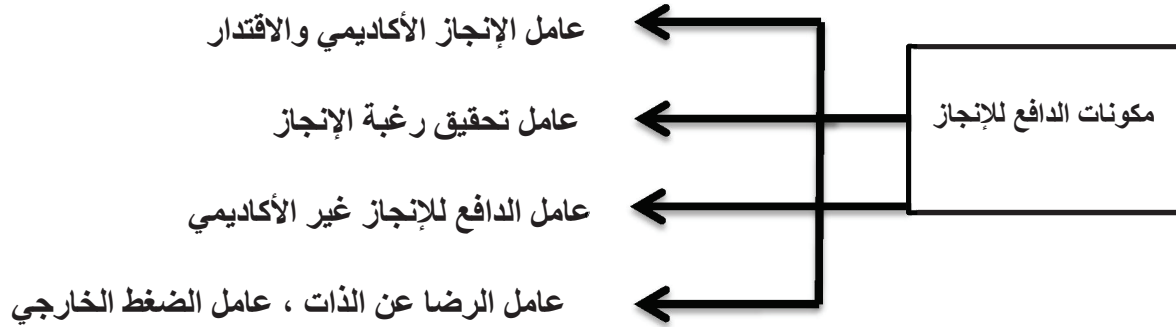 مكونات الدافع للإنجاز
عامل الإنجاز الأكاديمي والاقتدار
عامل تحقيق رغبة الإنجاز
عامل الدافع للإنجاز غير الأكاديمي
عامل الرضا عن الذات ، عامل الضغط الخارجي